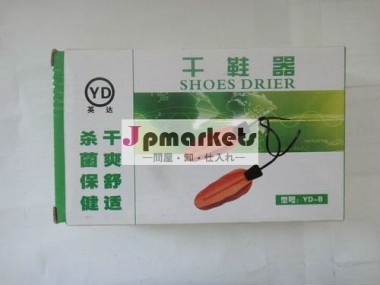 YD
英达
干鞋器
SHOES DRIER
Jpmarkets
一問屋・卸・仕入れ一
干爽舒适
杀菌保健
型号：YD-B